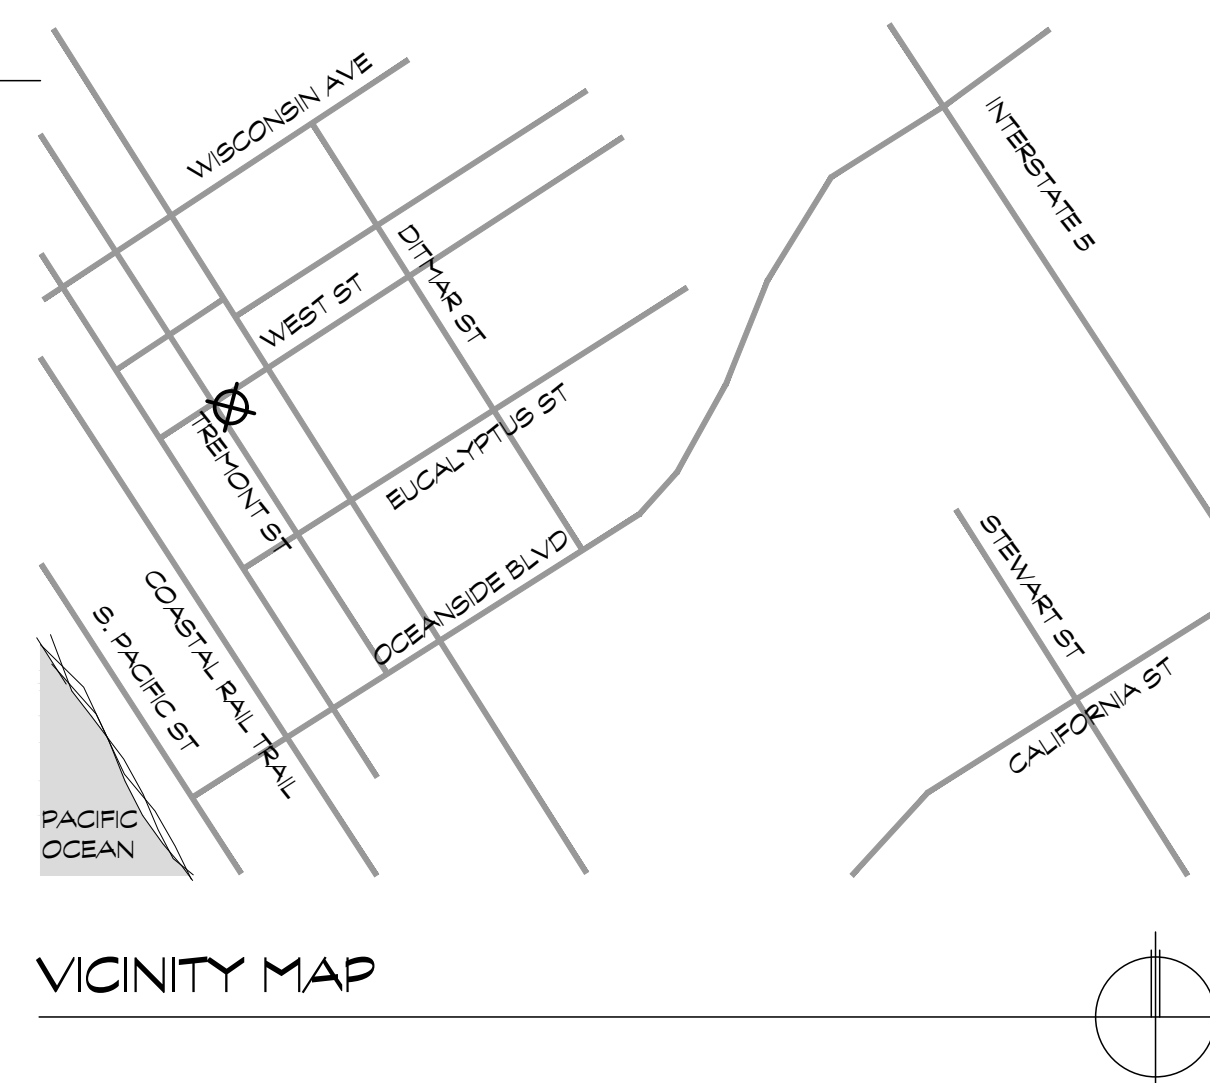 WISCONSIN AVE
INTERSTATE 5
DITMAR ST
WEST ST
TREMONT ST
EUCALYPTUS ST
OCEANSIDE BLVD
STEWART ST
COASTAL RAIL TRAIL
S. PACIFIC ST
CALIFORNIA ST
PACIFIC
OCEAN
VICINITY MAP